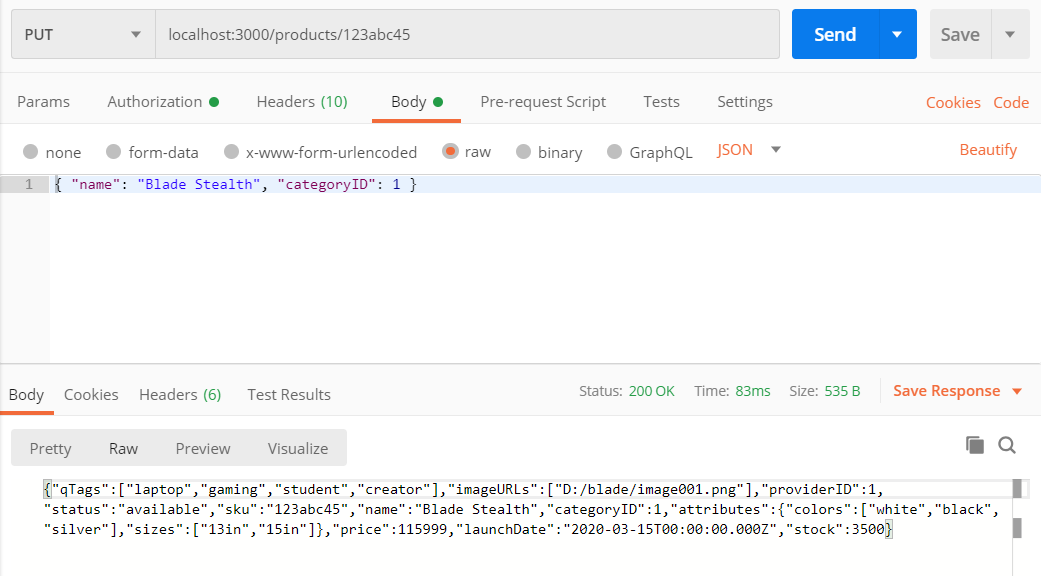 PUT localhost:3000/products/123abc45 Send Save
Params Authorization Headers (10) Body Pre-request Script Tests Settings Cookies Code
none form-data x-www-form-urlencoded raw binary GraphQL JSON Beautify
1 { "name": "Blade Stealth", "categoryID": 1 }
Body Cookies Headers (6) Test Results Status: 200 OK Time: 83ms Size: 535 B Save Response
Pretty Raw Preview Visualize
{"qTags":["laptop","gaming","student","creator"],"imageURLs":["D:/blade/image001.png"],"providerID":1,
"status":"available","sku":"123abc45","name":"Blade Stealth","categoryID":1,"attributes":{"colors":["white","black",
"silver"],"sizes":["13in","15in"]},"price":115999,"launchDate":"2020-03-15T00:00:00.000Z","stock":3500}